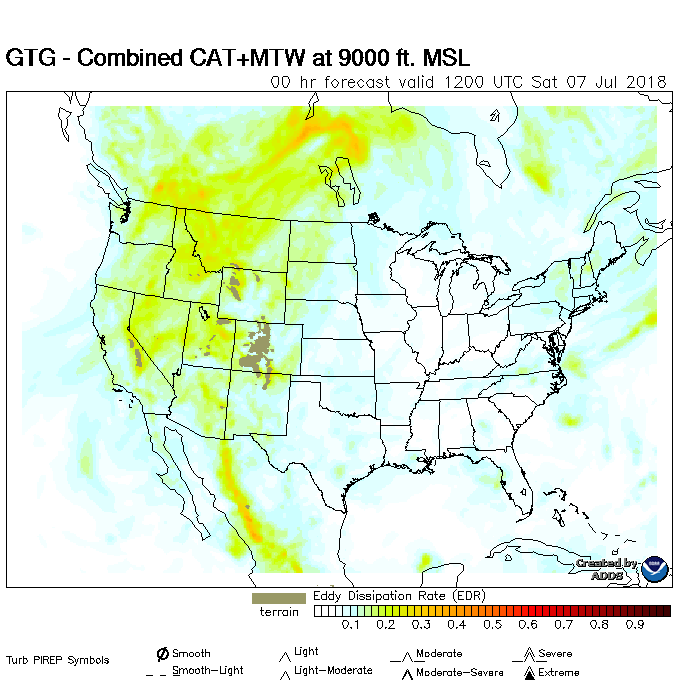 GTG - Combined CAT+MTW at 9000 ft. MSL
00 hr forecast valid 1200 UTC Sat 07 Jul 2018
Created by
ADDS
Eddy Dissipation Rate (EDR)
terrain
0.1 0.2 0.3 0.4 0.5 0.6 0.7 0.8 0.9
Turb PIREP Symbols
Smooth Light Moderate Severe
Smooth-Light Light-Moderate Moderate-Severe Extreme